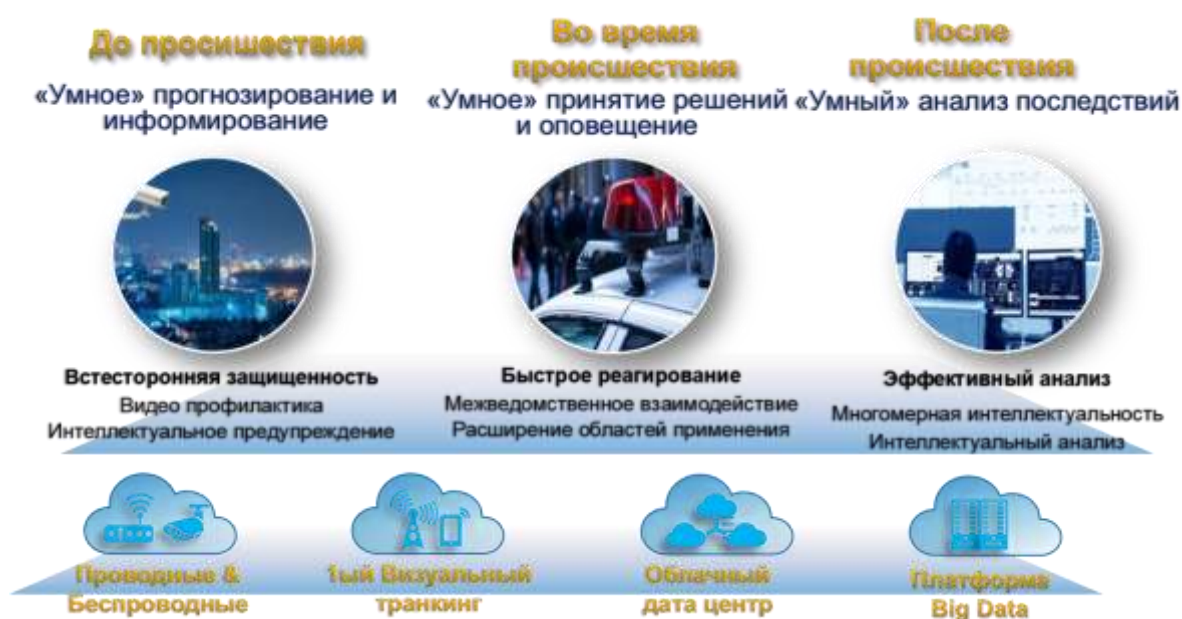 До просишествия
«Умное» прогнозирование и
информирование
Во время
происшествия
«Умное» принятие решений
и оповещение
После
происшествия
«Умный» анализ последствий
Встесторонняя защищенность
Видео профилактика
Интеллектуальное предупреждение
Быстрое реагирование
Межведомственное взаимодействие
Расширение областей применения
Эффективный анализ
Многомерная интеллектуальность
Интеллектуальный анализ
Проводные &
Беспроводные
1ый Визуальный
транкинг
Облачный
дата центр
Платформа
Big Data